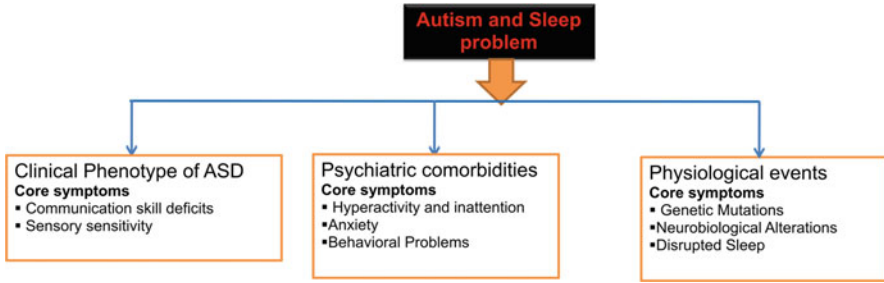 Autism and Sleep
problem
Clinical Phenotype of ASD
Core symptoms
▪ Communication skill deficits
▪ Sensory sensitivity
Psychiatric comorbidities
Core symptoms
▪ Hyperactivity and inattention
▪Anxiety
▪Behavioral Problems
Physiological events
Core symptoms
▪ Genetic Mutations
▪Neurobiological Alterations
▪Disrupted Sleep